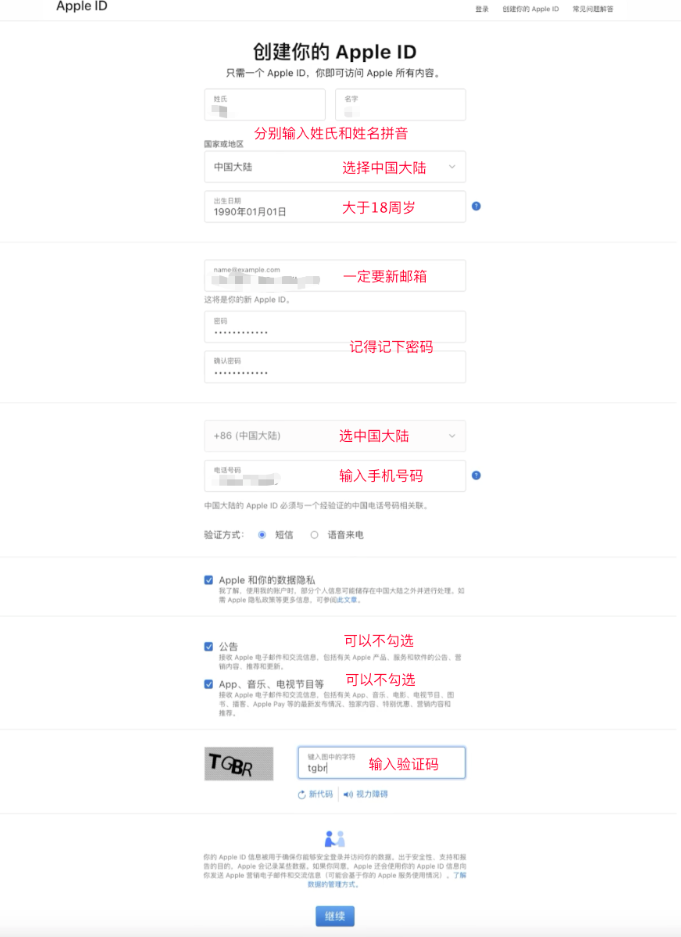 Apple ID
登录 创建你的 Apple ID 常见问题解答
创建你的 Apple ID
只需一个 Apple ID，你即可访问 Apple 所有内容。
姓氏 名字
分别输入姓氏和姓名拼音
国家或地区
中国大陆 选择中国大陆
出生日期
1990年01月01日 大于18周岁
name@example.com
一定要新邮箱
这将是你的新 Apple ID。
密码
••••••••••••
记得记下密码
确认密码
••••••••••••
+86 (中国大陆) 选中国大陆
电话号码
输入手机号码
中国大陆的 Apple ID 必须与一个经验证的中国电话号码相关联。
验证方式： 短信 语音来电
Apple 和你的数据隐私
我了解，使用我的账户时，部分个人信息可能储存在中国大陆之外并进行处理。如
需 Apple 隐私政策等更多信息，可参阅此文章。
公告 可以不勾选
接收 Apple 电子邮件和交流信息，包括有关 Apple 产品、服务和软件的公告、营
销内容、推荐和更新。
App、音乐、电视节目等 可以不勾选
接收 Apple 电子邮件和交流信息，包括有关 App、音乐、电影、电视节目、图
书、播客、Apple Pay 等的最新发布情况、独家内容、特别优惠、营销内容和
推荐。
TGBR
键入图中的字符
tgbr 输入验证码
新代码 视力障碍
你的 Apple ID 信息被用于确保你能够安全登录并访问你的数据。出于安全性、支持和报
告的目的，Apple 会记录某些数据。如果你同意，Apple 还会使用你的 Apple ID 信息向
你发送 Apple 营销电子邮件和交流信息（可能会基于你的 Apple 服务使用情况）。了解
数据的管理方式。
继续